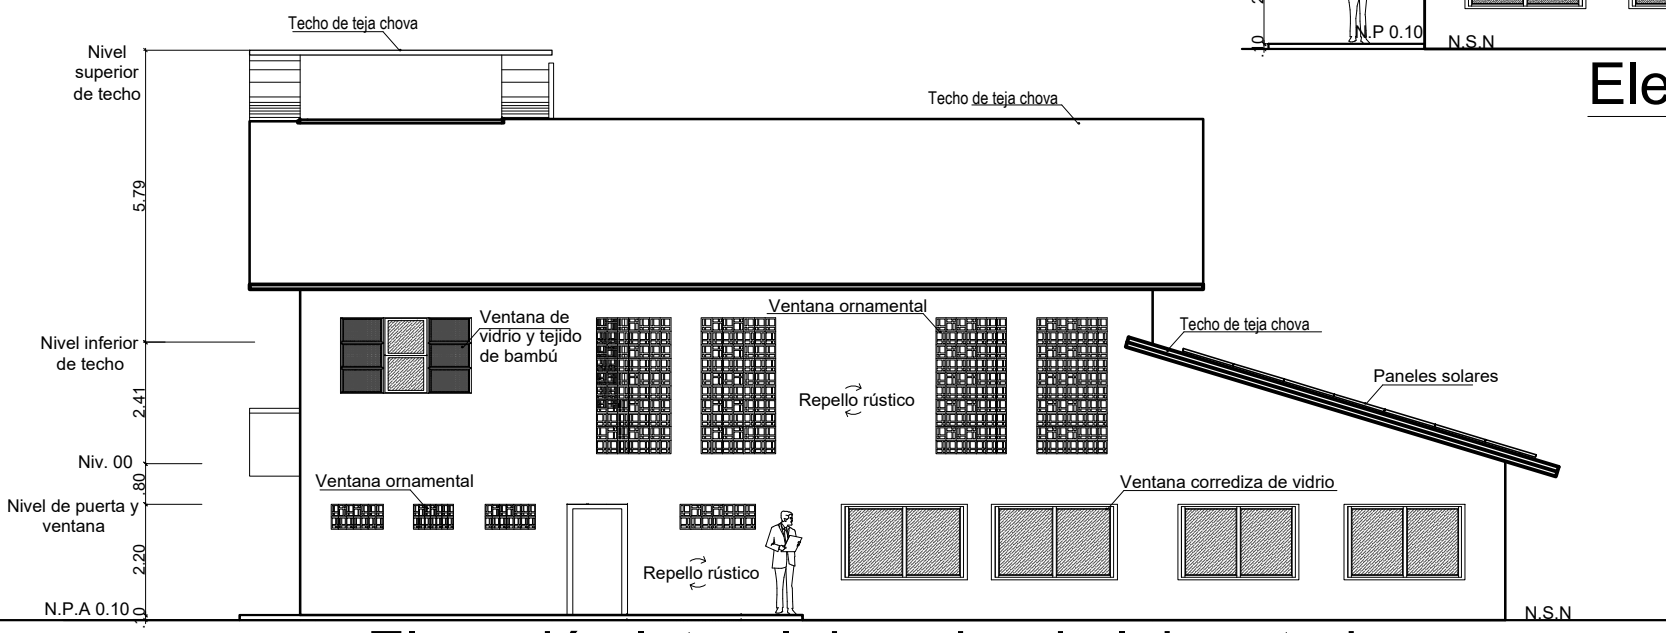 Techo de teja chova
Nivel
superior
de techo
Techo de teja chova
N.P 0.10
N.S.N
10
5.79
Ventana de
vidrio y tejido
de bambú
Ventana ornamental
Techo de teja chova
Nivel inferior
de techo
Paneles solares
2.41
Repello rústico
Niv. 00
.80
Ventana ornamental
Ventana corrediza de vidrio
Nivel de puerta y
ventana
2.20
Repello rústico
N.P.A 0.10
N.S.N